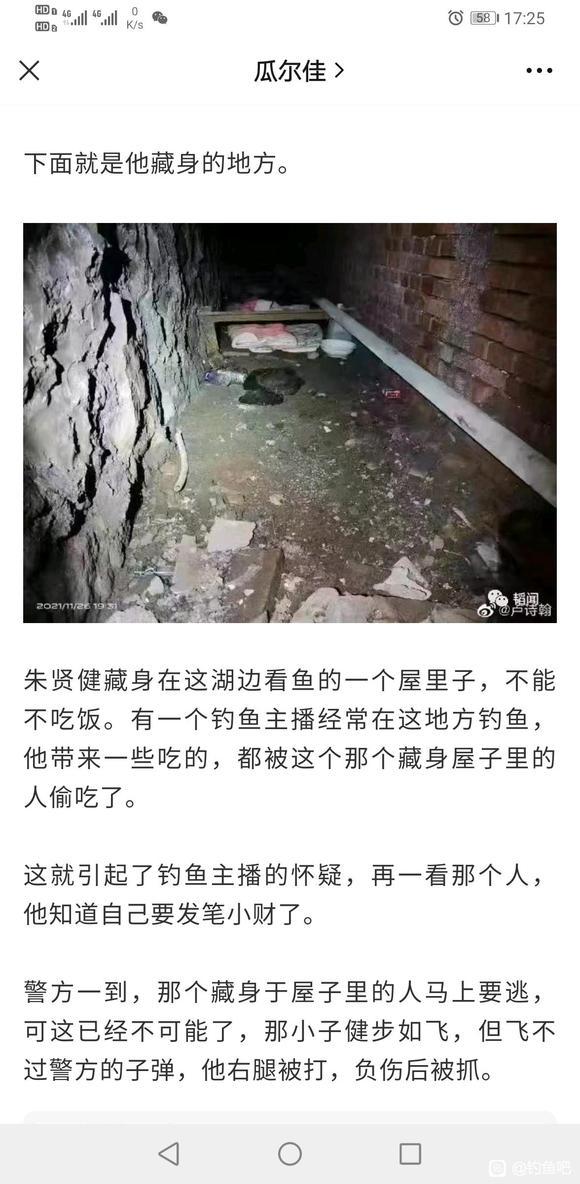 HD 1 4G 4G 0 58 17:25
HD 2 K/s
瓜尔佳
下面就是他藏身的地方。
2021/11/26 19:31
韬闻
@卢诗翰
朱贤健藏身在这湖边看鱼的一个屋里子，不能
不吃饭。有一个钓鱼主播经常在这地方钓鱼，
他带来一些吃的，都被这个那个藏身屋子里的
人偷吃了。
这就引起了钓鱼主播的怀疑，再一看那个人，
他知道自己要发笔小财了。
警方一到，那个藏身于屋子里的人马上要逃，
可这已经不可能了，那小子健步如飞，但飞不
过警方的子弹，他右腿被打，负伤后被抓。
@钓鱼吧